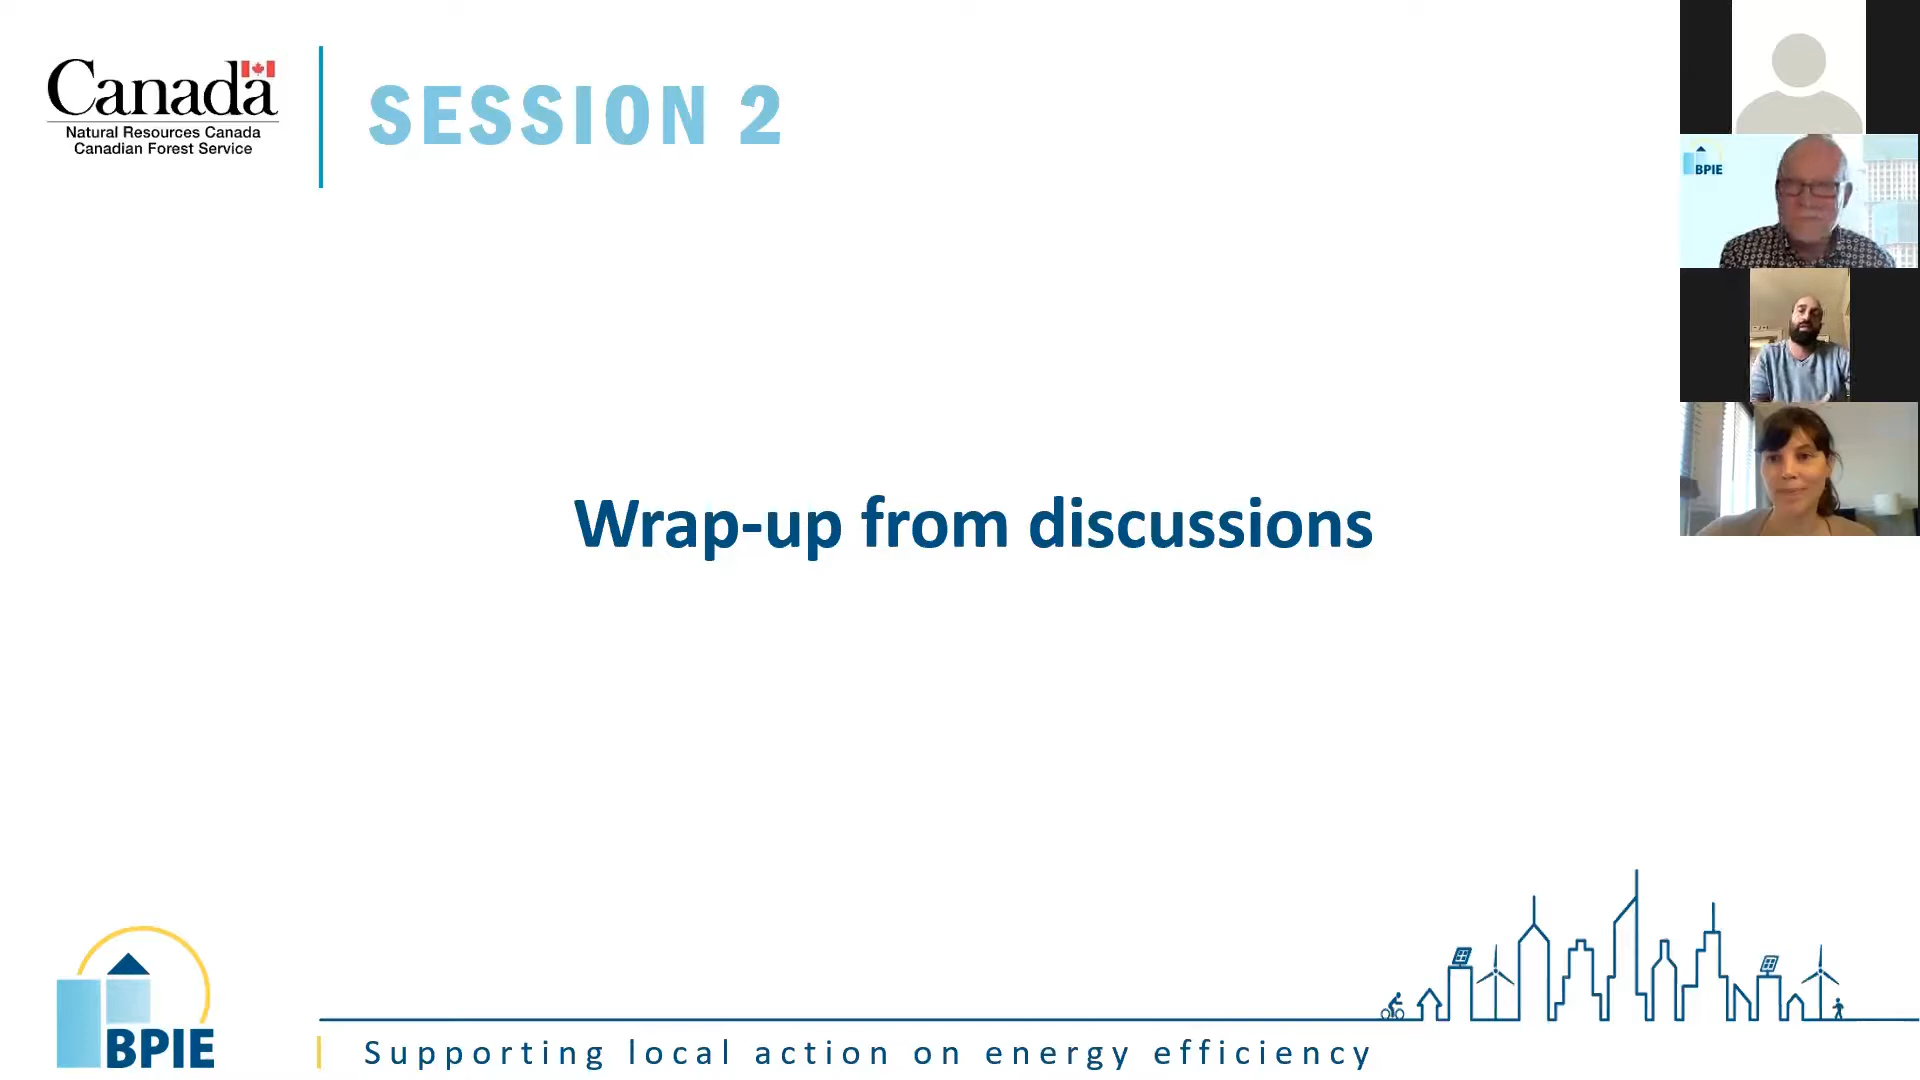 Canada
Natural Resources Canada
Canadian Forest Service
SESSION 2
BPIE
Wrap-up from discussions
BPIE
Supporting local action on energy efficiency